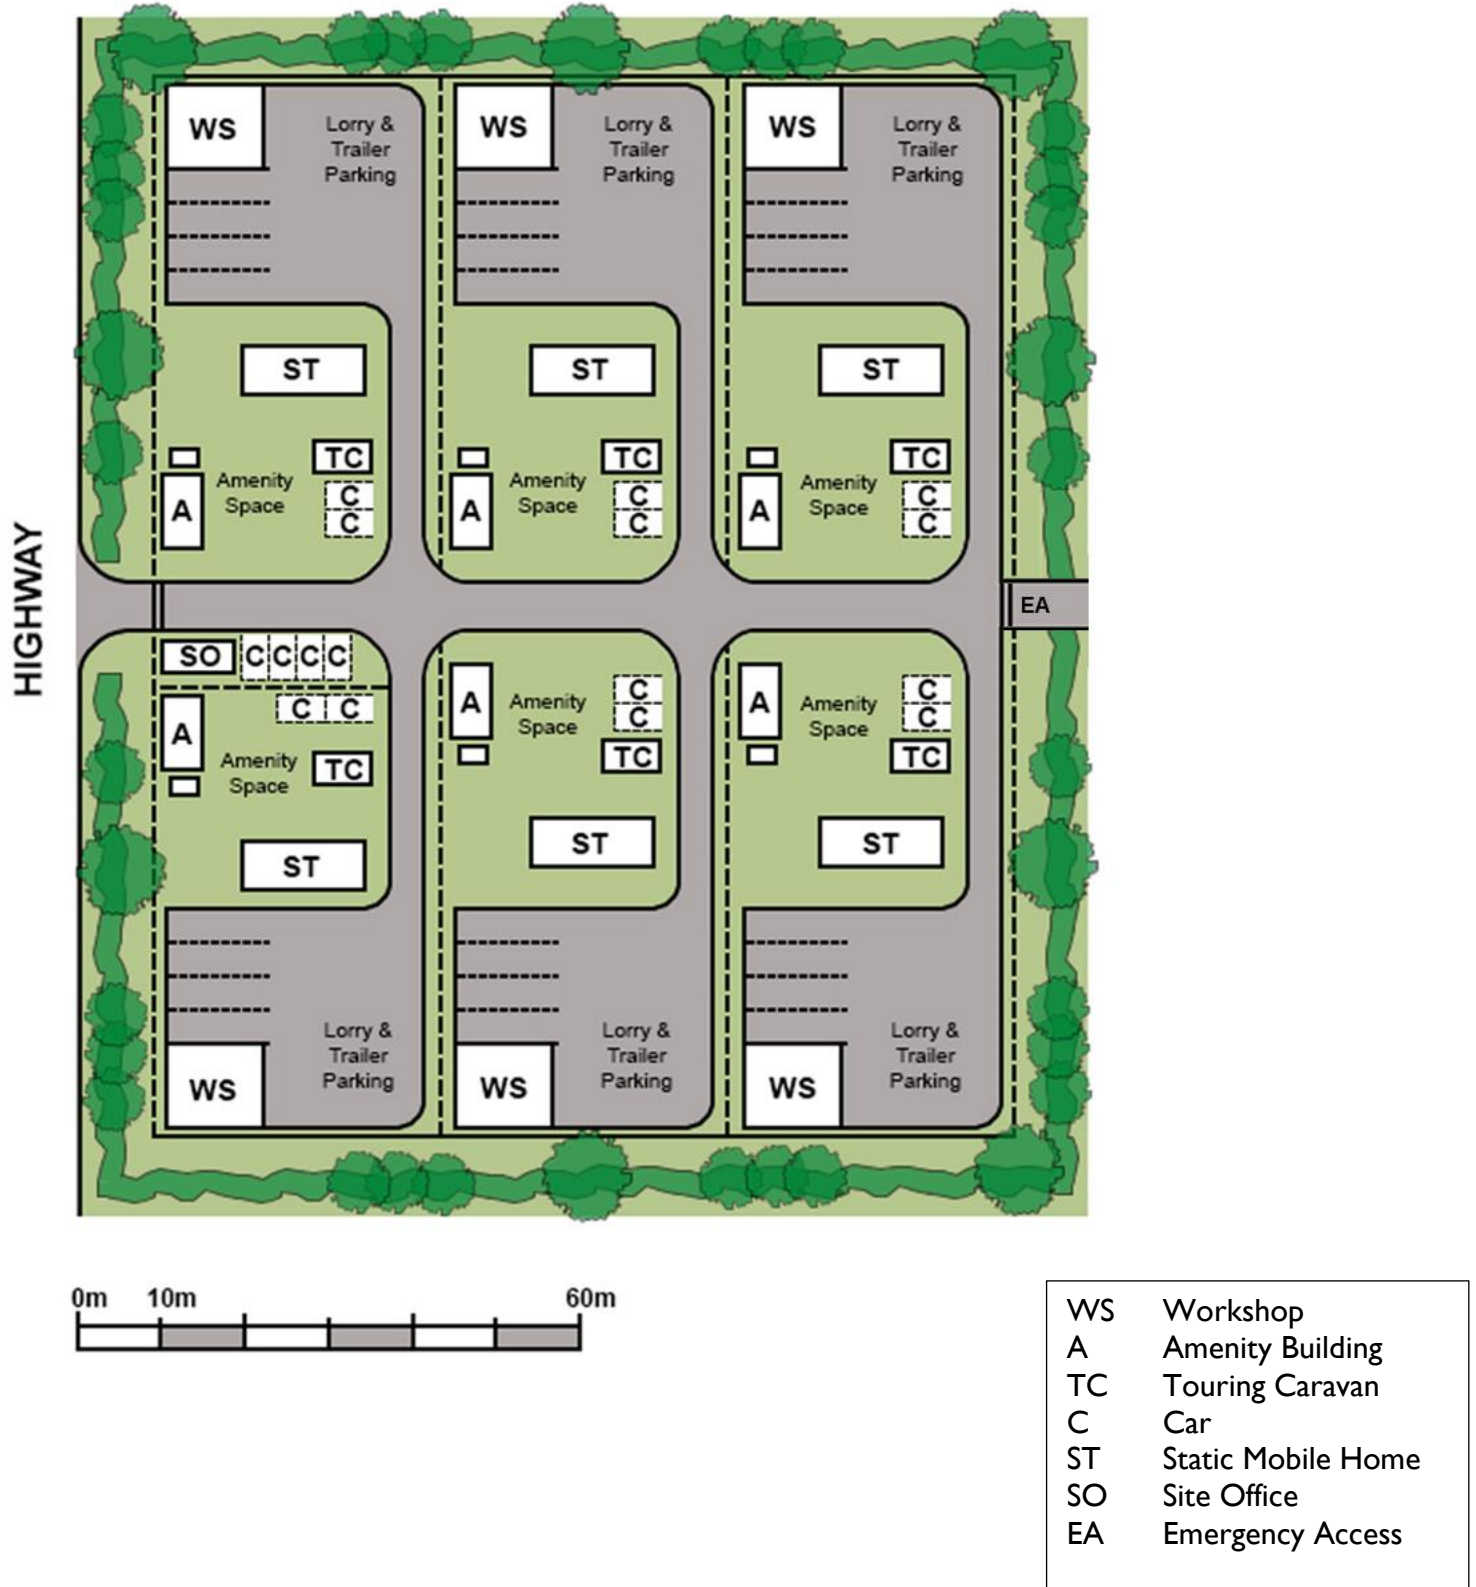 WS
Lorry &
Trailer
Parking
WS
Lorry &
Trailer
Parking
WS
Lorry &
Trailer
Parking
ST
ST
ST
TC
Amenity
Space
C
C
A
TC
Amenity
Space
C
C
A
TC
Amenity
Space
C
C
A
HIGHWAY
EA
SO
C C C C
C C
A
Amenity
Space
TC
ST
A
Amenity
Space
C
C
TC
ST
A
Amenity
Space
C
C
TC
ST
Lorry &
Trailer
Parking
WS
Lorry &
Trailer
Parking
WS
Lorry &
Trailer
Parking
WS
0m 10m 60m
WS Workshop
A Amenity Building
TC Touring Caravan
C Car
ST Static Mobile Home
SO Site Office
EA Emergency Access